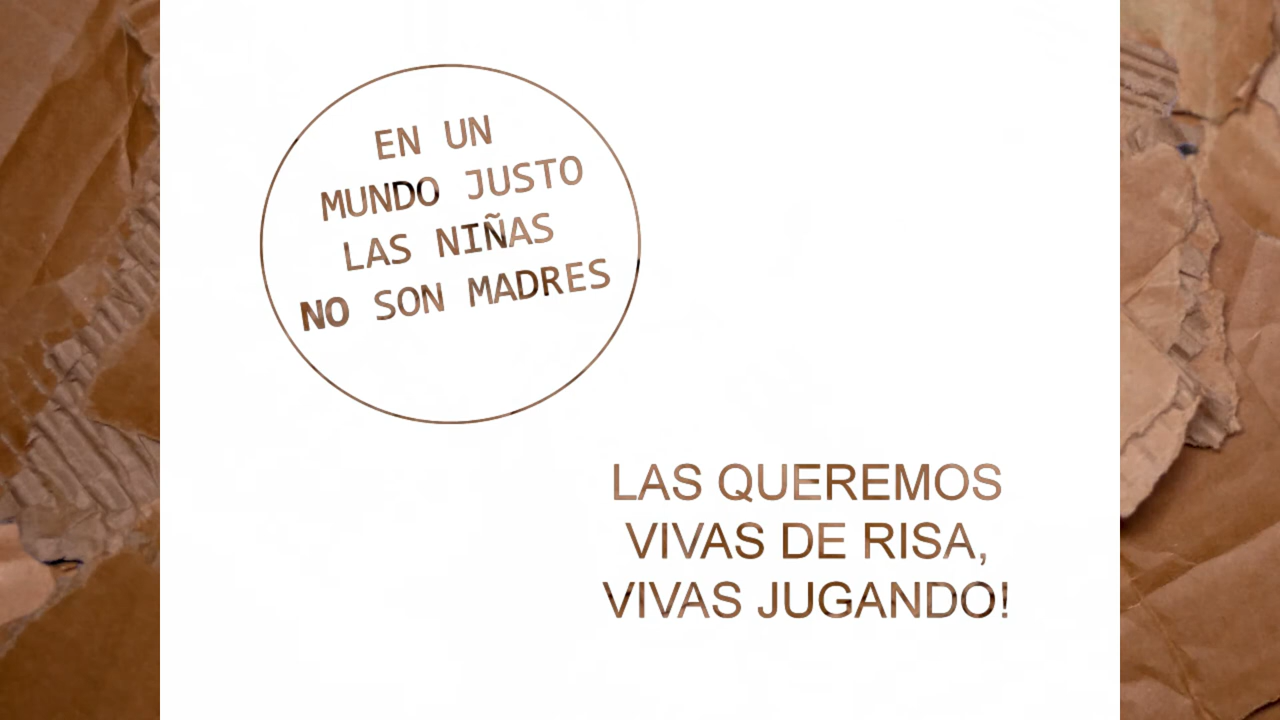 EN UN
MUNDO JUSTO
LAS NIÑAS
NO SON MADRES
LAS QUEREMOS
VIVAS DE RISA,
VIVAS JUGANDO!